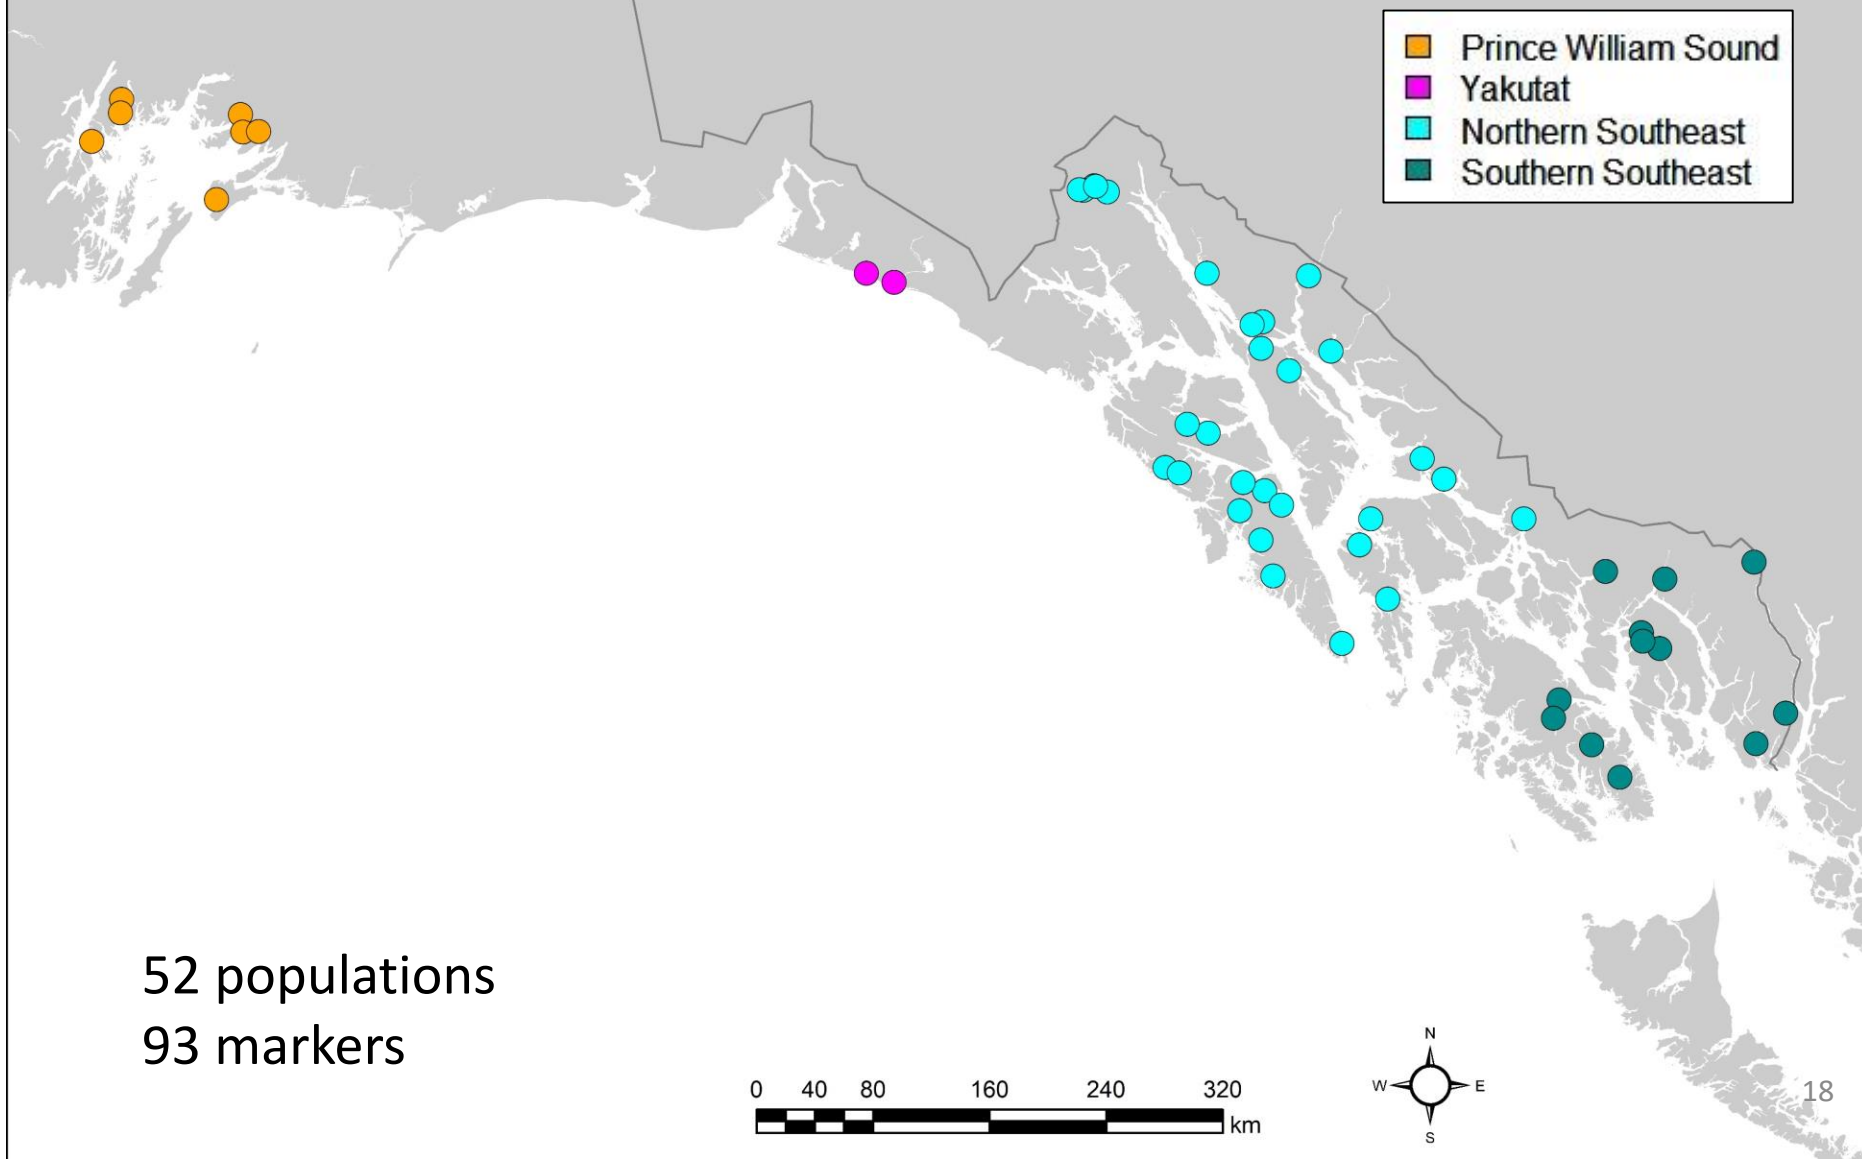 Prince William Sound
Yakutat
Northern Southeast
Southern Southeast
52 populations
93 markers
0 40 80 160 240 320
km
N
W E
S
18